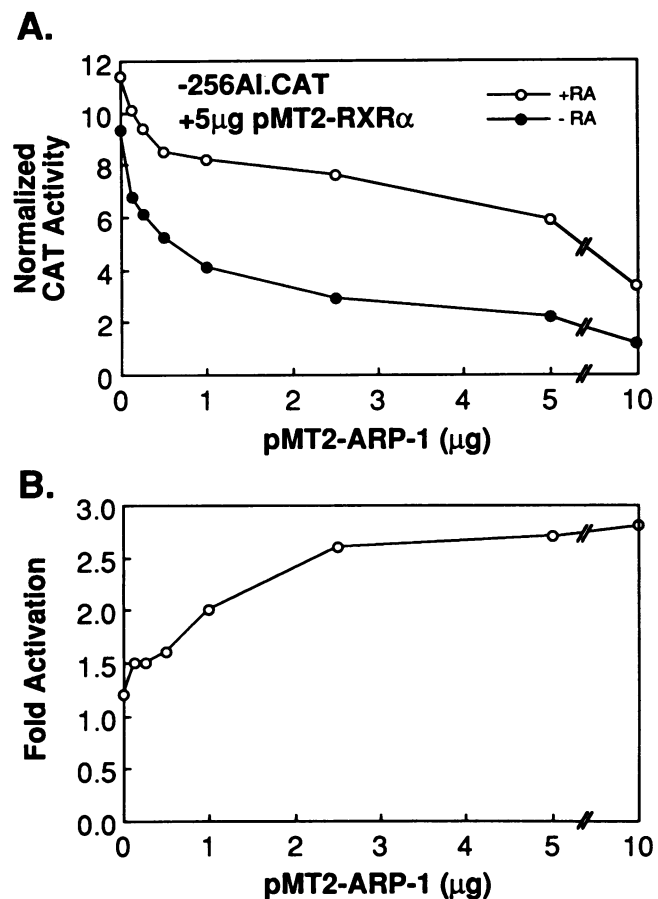 A.
12
10
8
6
4
2
0
Normalized
CAT Activity
-256AI.CAT
+5µg pMT2-RXRα
+RA
- RA
0 1 2 3 4 5 10
pMT2-ARP-1 (µg)
B.
3.0
2.5
2.0
1.5
1.0
0.5
0.0
Fold Activation
0 1 2 3 4 5 10
pMT2-ARP-1 (µg)